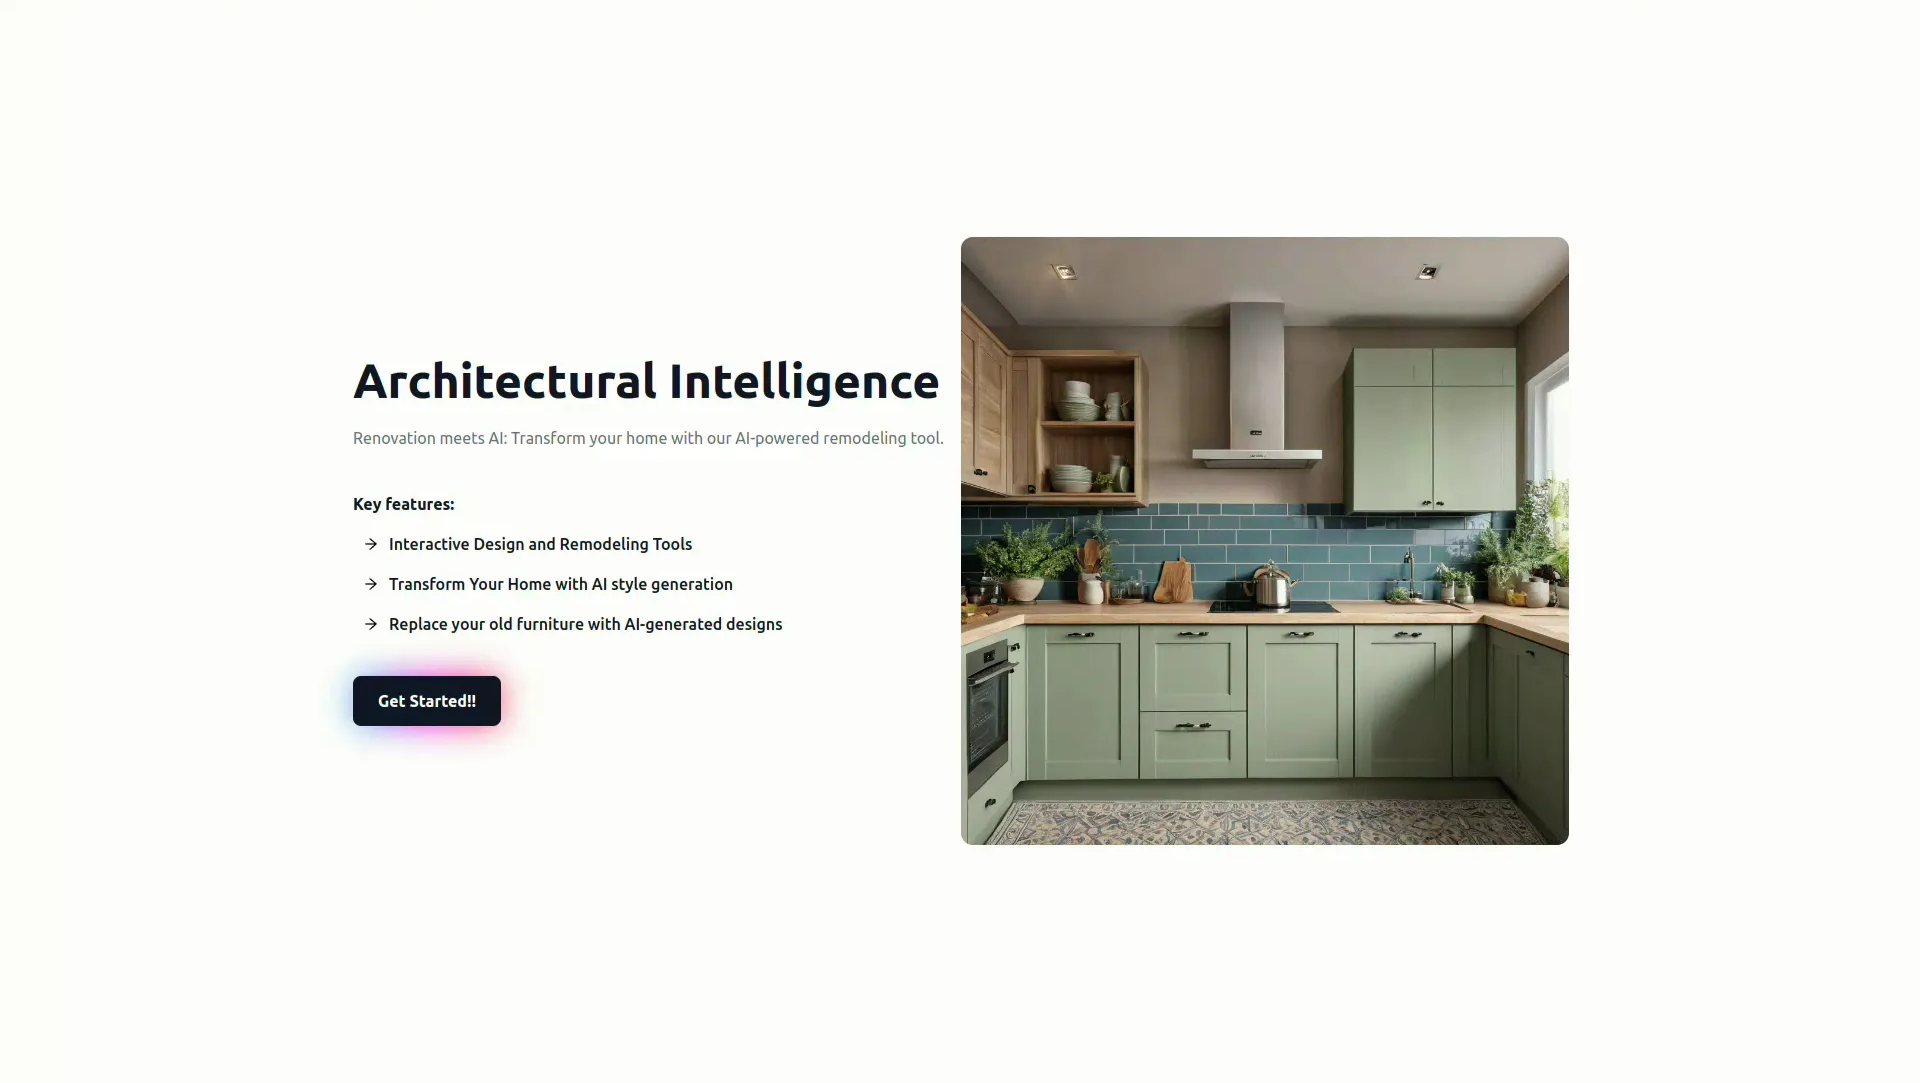 Architectural Intelligence
Renovation meets AI: Transform your home with our AI-powered remodeling tool.
Key features:
Interactive Design and Remodeling Tools
Transform Your Home with AI style generation
Replace your old furniture with AI-generated designs
Get Started!!